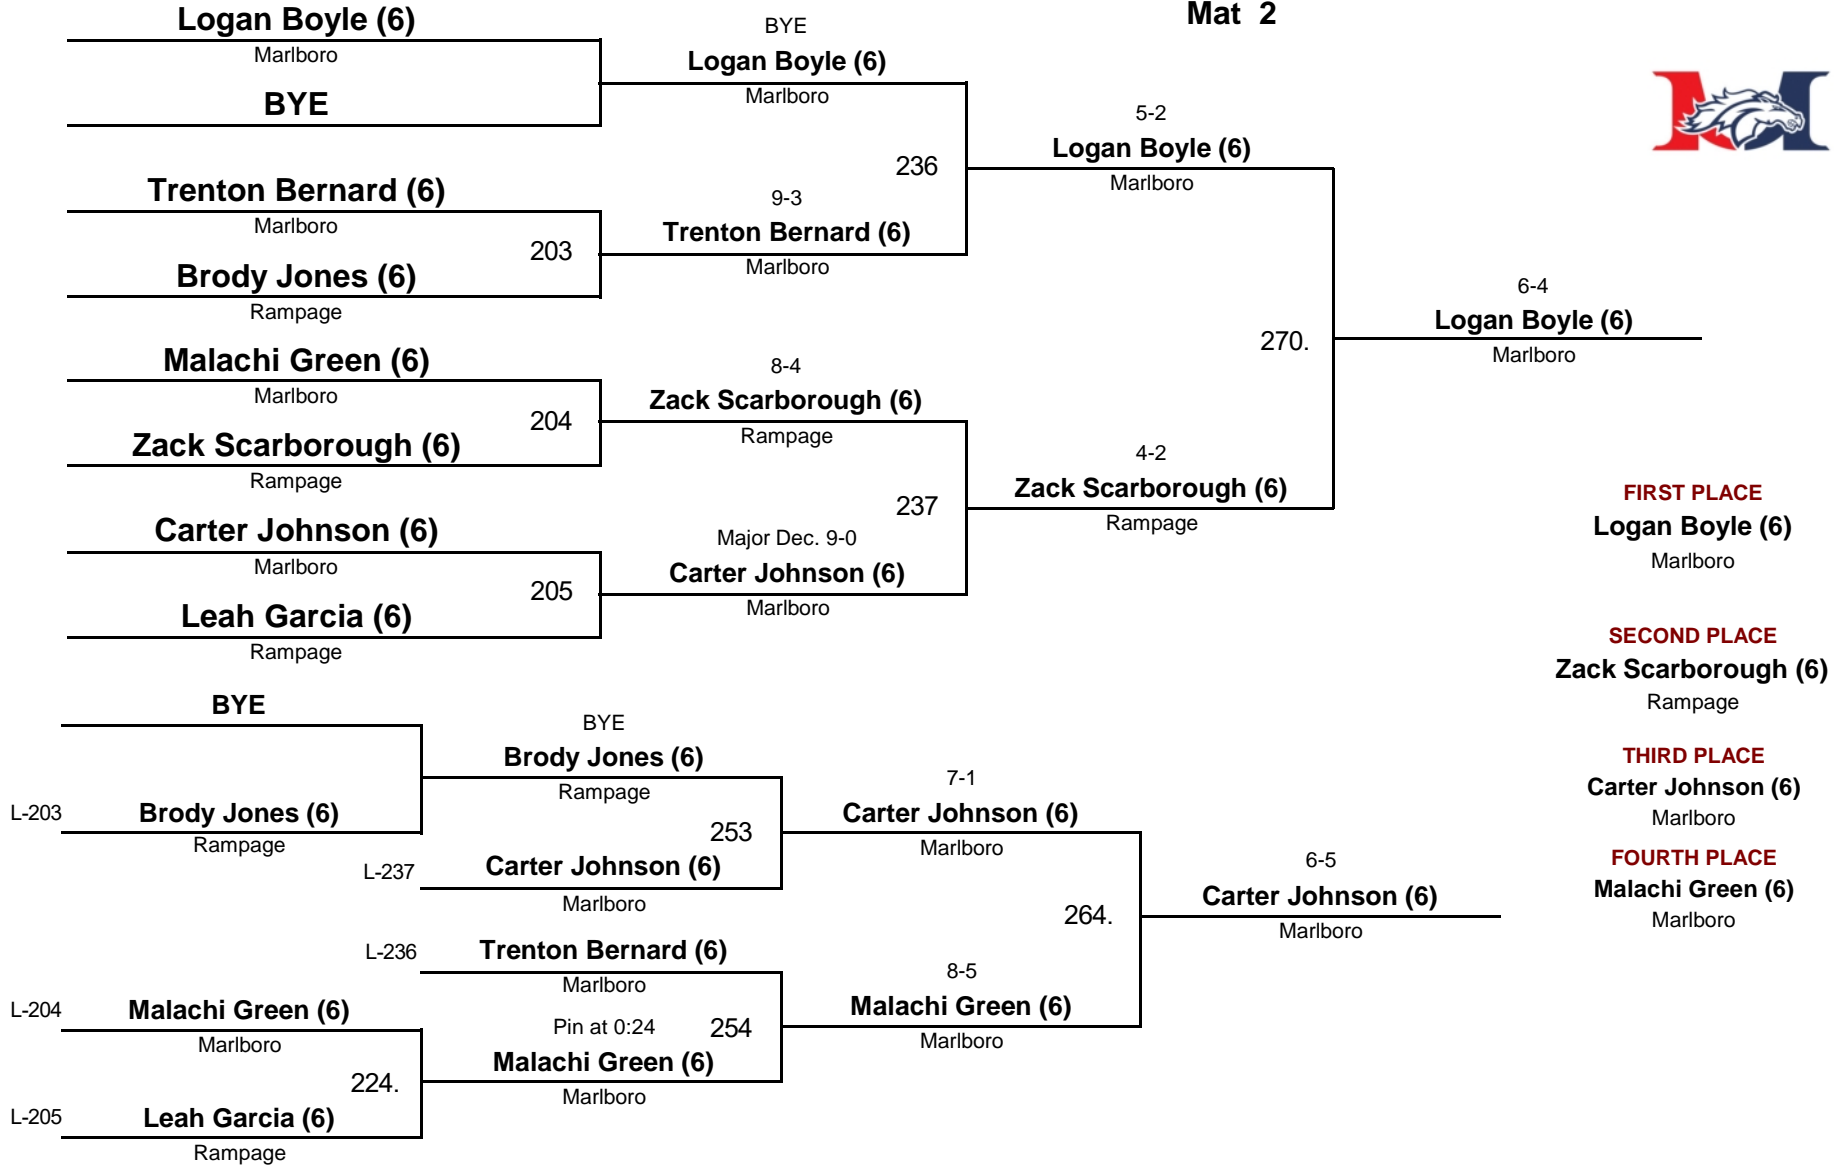 Mat 2
Logan Boyle (6)
Marlboro
BYE
Trenton Bernard (6)
Marlboro
203
Brody Jones (6)
Rampage
Malachi Green (6)
Marlboro
204
Zack Scarborough (6)
Rampage
Carter Johnson (6)
Marlboro
205
Leah Garcia (6)
Rampage
BYE
Logan Boyle (6)
Marlboro
236
9-3
Trenton Bernard (6)
Marlboro
8-4
Zack Scarborough (6)
Rampage
237
Major Dec. 9-0
Carter Johnson (6)
Marlboro
5-2
Logan Boyle (6)
Marlboro
270.
4-2
Zack Scarborough (6)
Rampage
6-4
Logan Boyle (6)
Marlboro
M
FIRST PLACE
Logan Boyle (6)
Marlboro
SECOND PLACE
Zack Scarborough (6)
Rampage
THIRD PLACE
Carter Johnson (6)
Marlboro
FOURTH PLACE
Malachi Green (6)
Marlboro
BYE
L-203
Brody Jones (6)
Rampage
L-204
Malachi Green (6)
Marlboro
224.
L-205
Leah Garcia (6)
Rampage
BYE
Brody Jones (6)
Rampage
253
L-237
Carter Johnson (6)
Marlboro
L-236
Trenton Bernard (6)
Marlboro
Pin at 0:24
254
Malachi Green (6)
Marlboro
7-1
Carter Johnson (6)
Marlboro
264.
8-5
Malachi Green (6)
Marlboro
6-5
Carter Johnson (6)
Marlboro